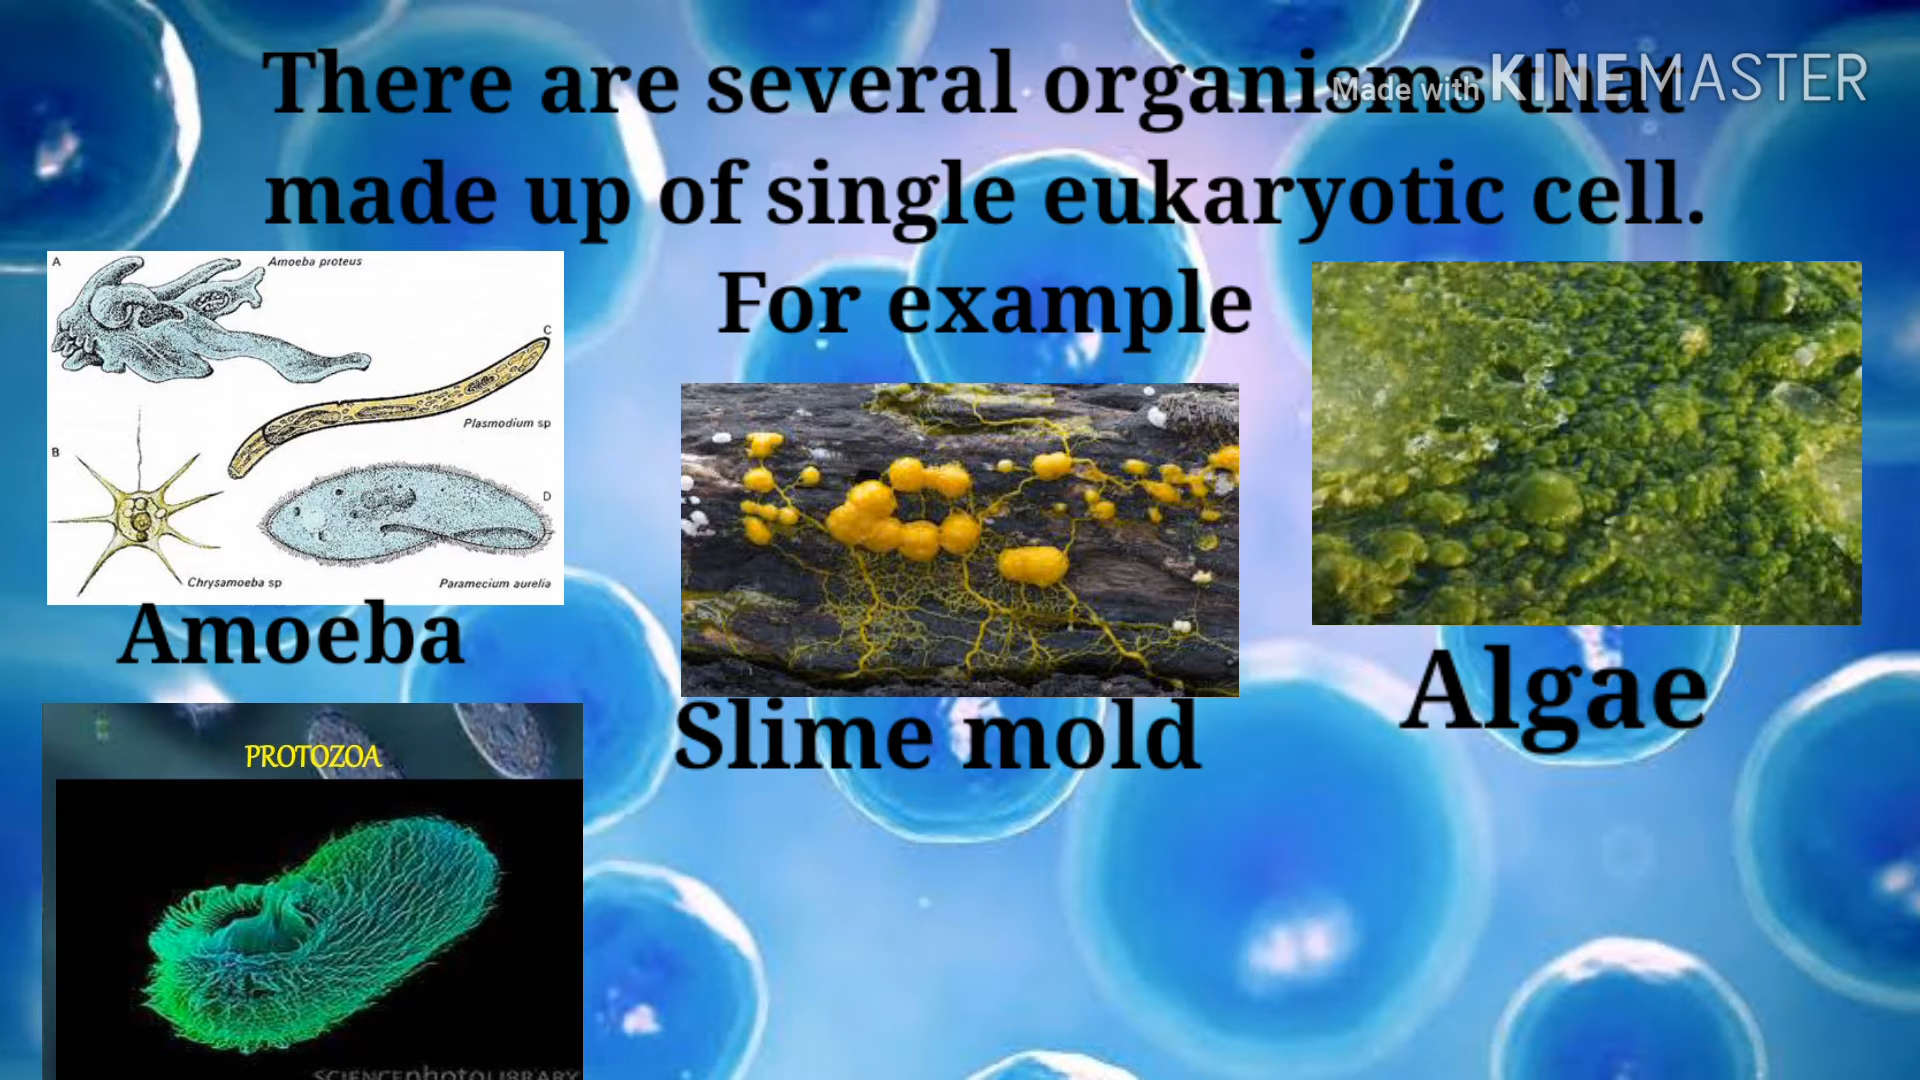 There are several organisms that
Made with KINEMASTER
made up of single eukaryotic cell.
For example
A
Amoeba proteus
C
Plasmodium sp
B
D
Chrysamoeba sp
Paramecium aurelia
Amoeba
Slime mold
Algae
PROTOZOA
SCIENCEphotoLIBRARY